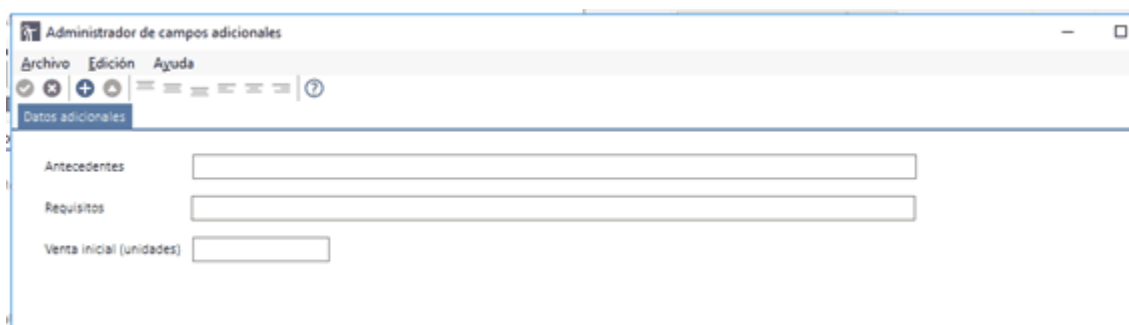 Administrador de campos adicionales
Archivo Edición Ayuda
Datos adicionales
Antecedentes
Requisitos
Venta inicial (unidades)